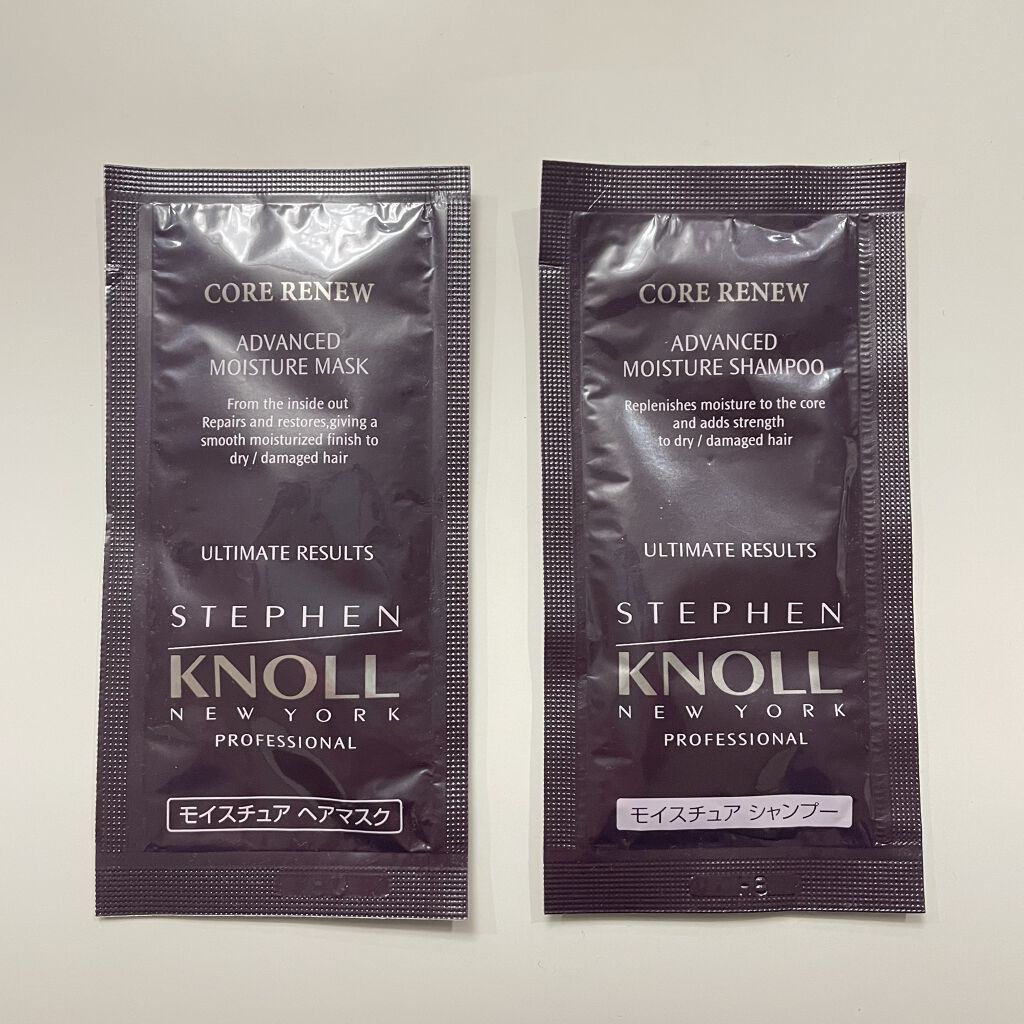 CORE RENEW
ADVANCED
MOISTURE MASK
From the inside out
Repairs and restores,giving a
smooth moisturized finish to
dry / damaged hair
ULTIMATE RESULTS
STEPHEN
KNOLL
NEW YORK
PROFESSIONAL
モイスチュア ヘアマスク
CORE RENEW
ADVANCED
MOISTURE SHAMPOO
Replenishes moisture to the core
and adds strength
to dry / damaged hair
ULTIMATE RESULTS
STEPHEN
KNOLL
NEW YORK
PROFESSIONAL
モイスチュア シャンプー